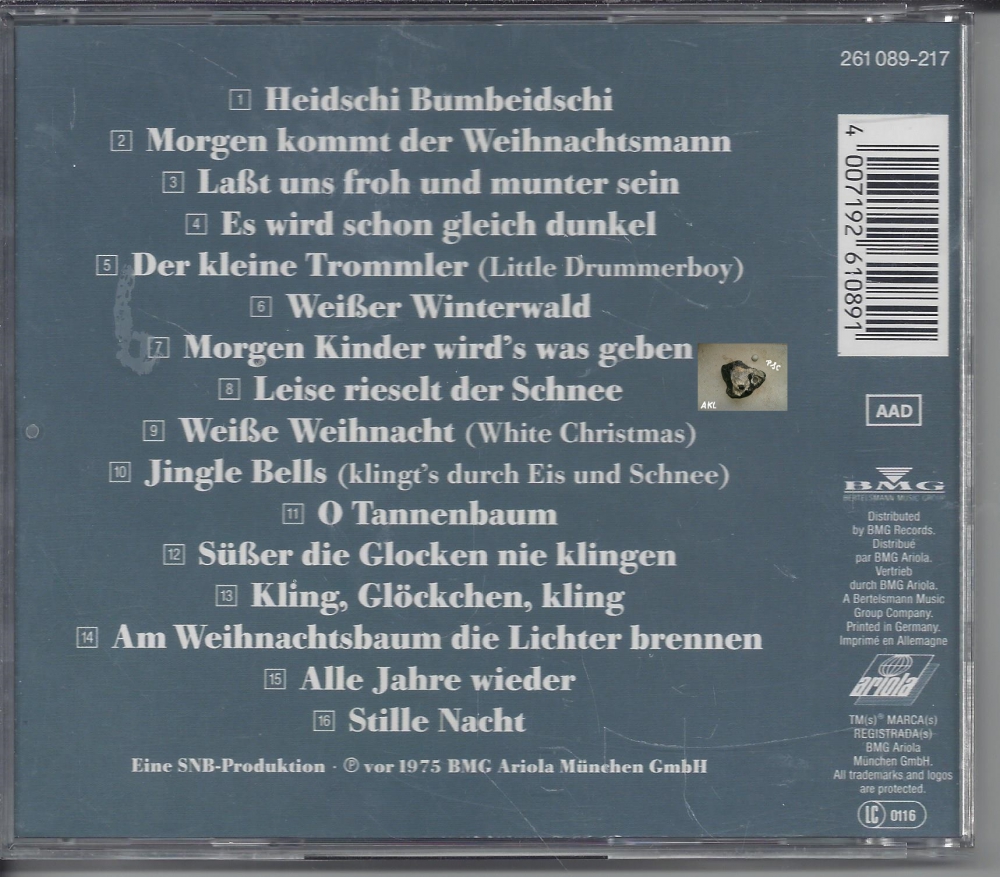 261 089-217
1 Heidschi Bumbeidschi
2 Morgen kommt der Weihnachtsmann
3 Laßt uns froh und munter sein
4 Es wird schon gleich dunkel
5 Der kleine Trommler (Little Drummerboy)
6 Weißer Winterwald
7 Morgen Kinder wird's was geben
8 Leise rieselt der Schnee
9 Weiße Weihnacht (White Christmas)
10 Jingle Bells (klingt's durch Eis und Schnee)
11 O Tannenbaum
12 Süßer die Glocken nie klingen
13 Kling, Glöckchen, kling
14 Am Weihnachtsbaum die Lichter brennen
15 Alle Jahre wieder
16 Stille Nacht
Eine SNB-Produktion · ℗ vor 1975 BMG Ariola München GmbH
4 007192 610891
PSC
AKL
AAD
BMG
BERTELSMANN MUSIC GROUP
Distributed
by BMG Records.
Distribué
par BMG Ariola.
Vertrieb
durch BMG Ariola.
A Bertelsmann Music
Group Company.
Printed in Germany.
Imprimé en Allemagne
ariola
TM(s)® MARCA(s)
REGISTRADA(s)
BMG Ariola
München GmbH.
All trademarks and logos
are protected.
LC 0116